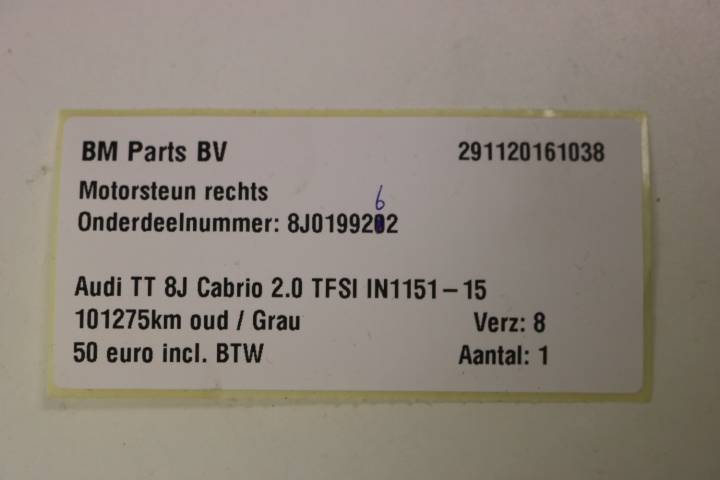 BM Parts BV 291120161038
Motorsteun rechts
6
Onderdeelnummer: 8J0199282
Audi TT 8J Cabrio 2.0 TFSI IN1151-15
101275km oud / Grau Verz: 8
50 euro incl. BTW Aantal: 1